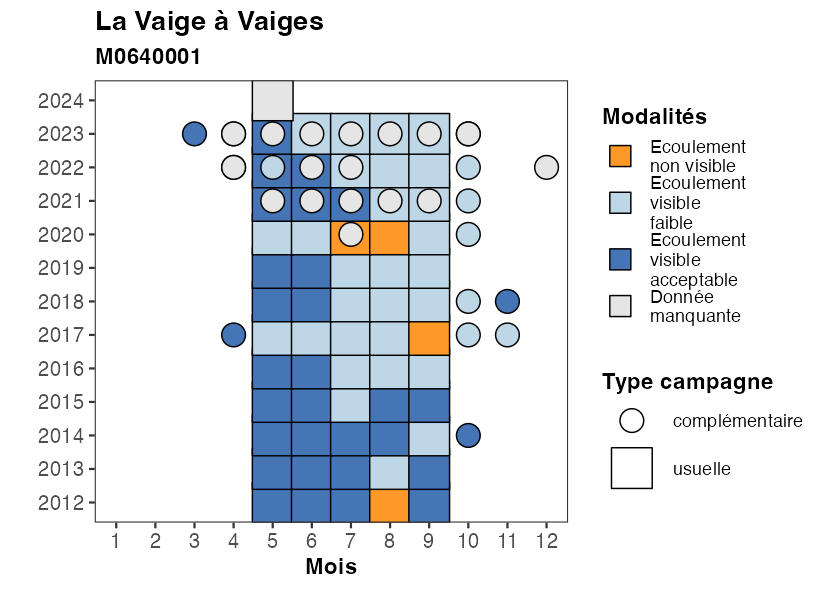 La Vaige à Vaiges
M0640001
2024
2023
2022
2021
2020
2019
2018
2017
2016
2015
2014
2013
2012
1 2 3 4 5 6 7 8 9 10 11 12
Mois
Modalités
Ecoulement
non visible
Ecoulement
visible
faible
Ecoulement
visible
acceptable
Donnée
manquante
Type campagne
complémentaire
usuelle